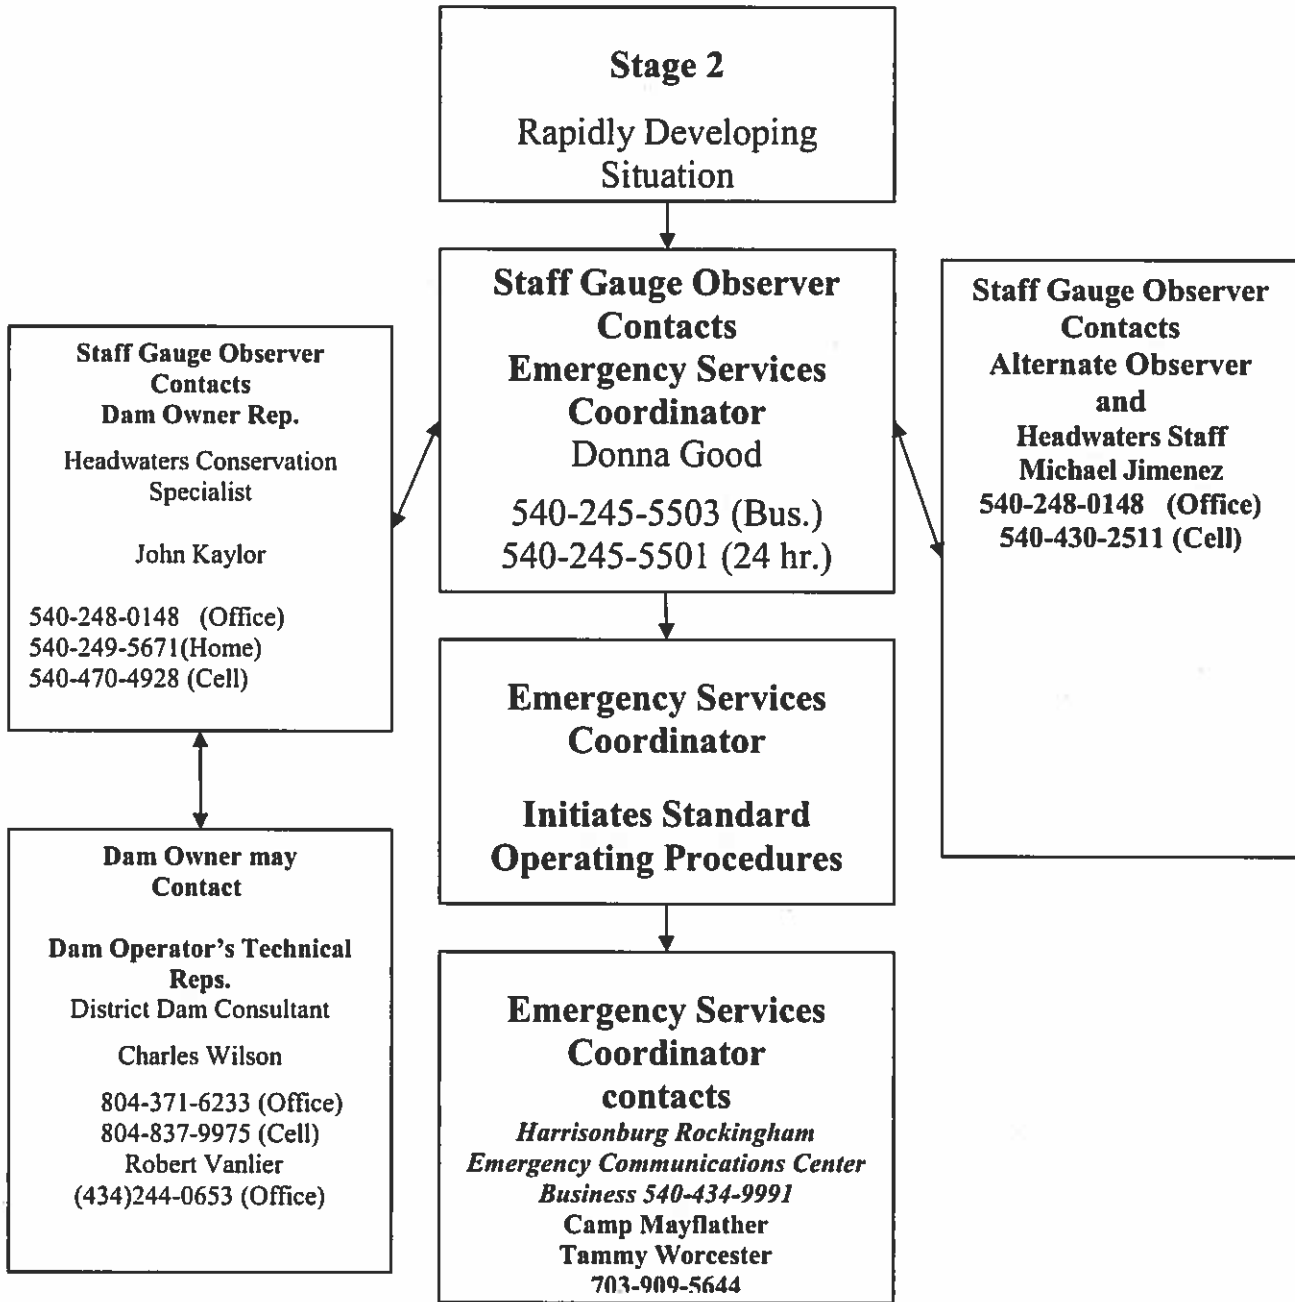 Stage 2
Rapidly Developing
Situation
Staff Gauge Observer
Contacts
Emergency Services
Coordinator
Donna Good
540-245-5503 (Bus.)
540-245-5501 (24 hr.)
Staff Gauge Observer
Contacts
Dam Owner Rep.
Headwaters Conservation
Specialist
John Kaylor
540-248-0148 (Office)
540-249-5671(Home)
540-470-4928 (Cell)
Staff Gauge Observer
Contacts
Alternate Observer
and
Headwaters Staff
Michael Jimenez
540-248-0148 (Office)
540-430-2511 (Cell)
Emergency Services
Coordinator
Initiates Standard
Operating Procedures
Dam Owner may
Contact
Dam Operator's Technical
Reps.
District Dam Consultant
Charles Wilson
804-371-6233 (Office)
804-837-9975 (Cell)
Robert Vanlier
(434)244-0653 (Office)
Emergency Services
Coordinator
contacts
Harrisonburg Rockingham
Emergency Communications Center
Business 540-434-9991
Camp Mayflather
Tammy Worcester
703-909-5644